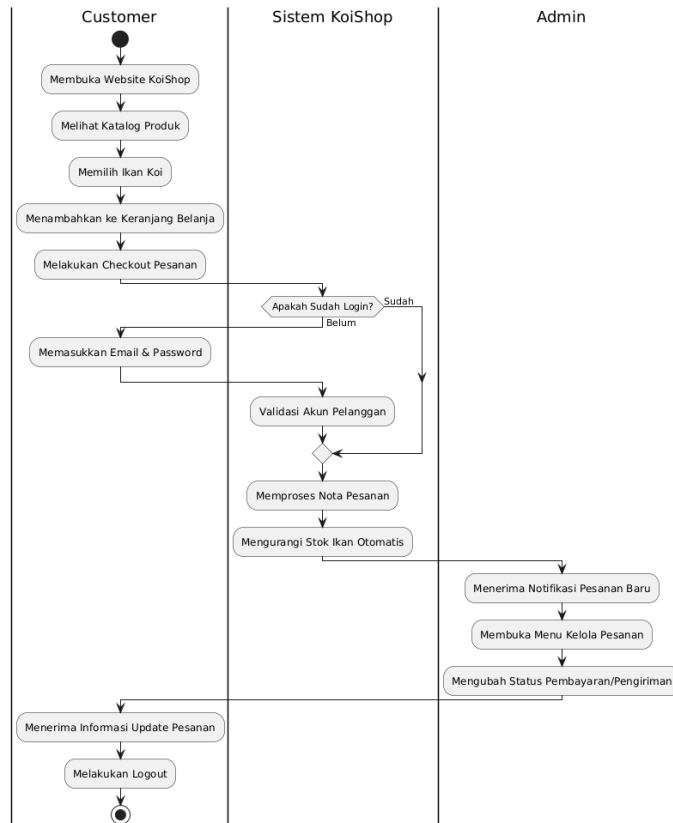 Customer
Sistem KoiShop
Admin
Membuka Website KoiShop
Melihat Katalog Produk
Memilih Ikan Koi
Menambahkan ke Keranjang Belanja
Melakukan Checkout Pesanan
Apakah Sudah Login?
Sudah
Belum
Memasukkan Email & Password
Validasi Akun Pelanggan
Memproses Nota Pesanan
Mengurangi Stok Ikan Otomatis
Menerima Notifikasi Pesanan Baru
Membuka Menu Kelola Pesanan
Mengubah Status Pembayaran/Pengiriman
Menerima Informasi Update Pesanan
Melakukan Logout